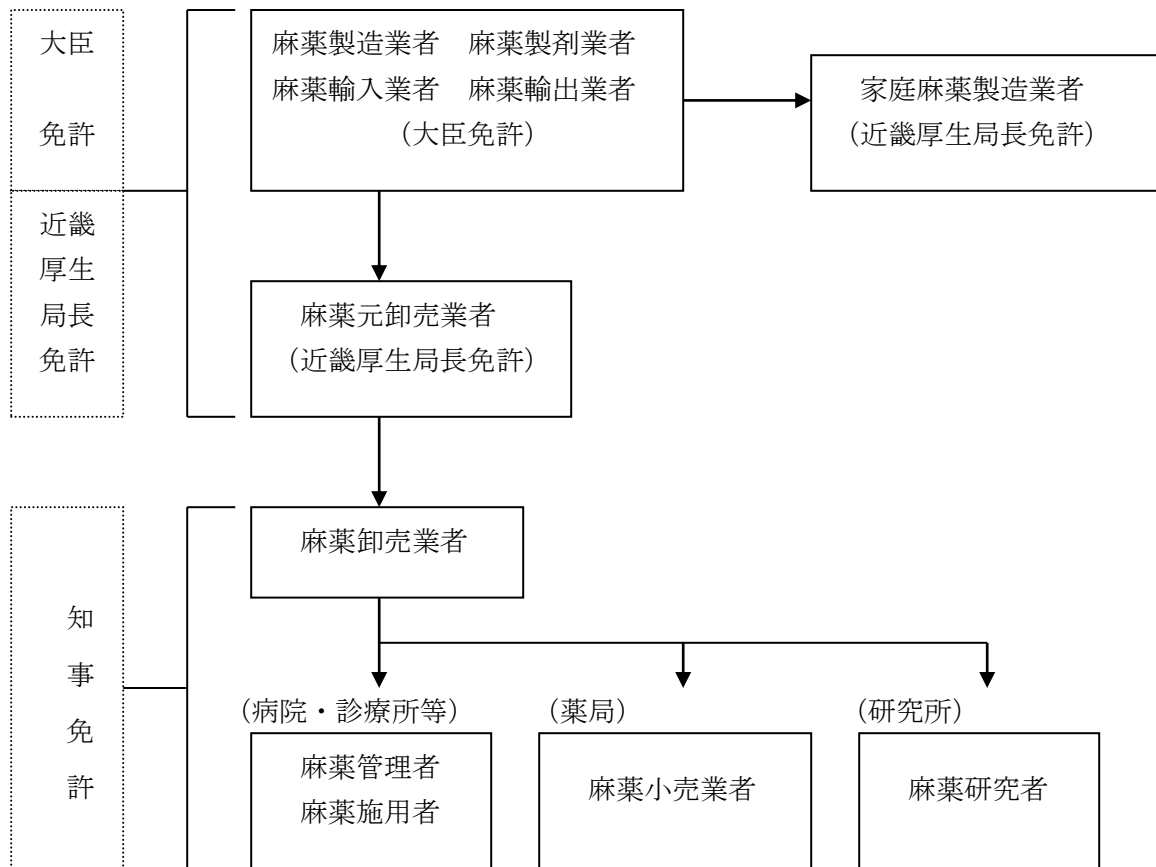 大臣
免許
麻薬製造業者　麻薬製剤業者
麻薬輸入業者　麻薬輸出業者
（大臣免許）
家庭麻薬製造業者
（近畿厚生局長免許）
近畿
厚生
局長
免許
麻薬元卸売業者
（近畿厚生局長免許）
知
事
免
許
麻薬卸売業者
（病院・診療所等）
（薬局）
（研究所）
麻薬管理者
麻薬施用者
麻薬小売業者
麻薬研究者